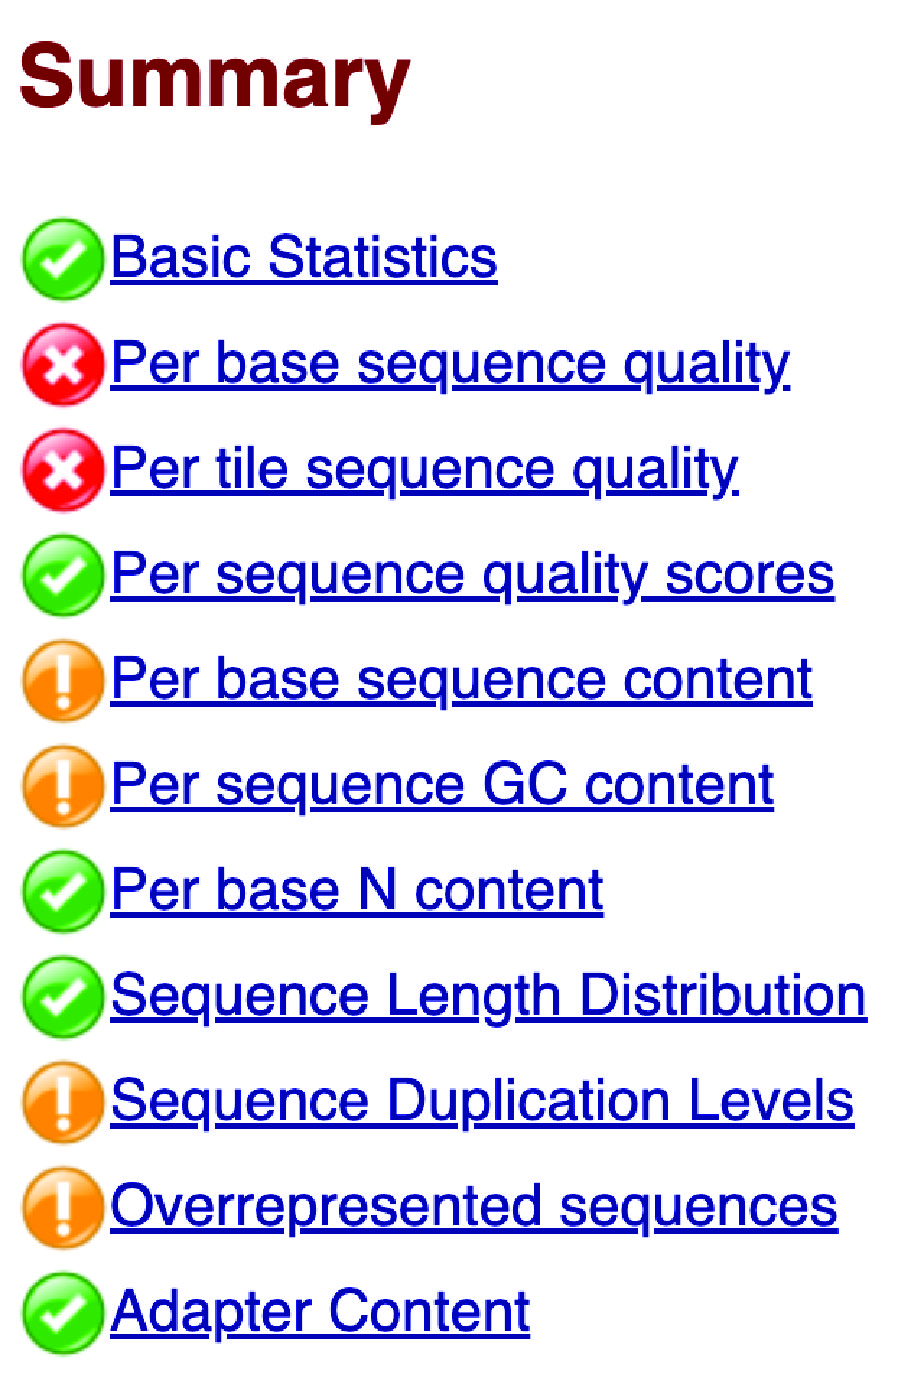 Summary
Basic Statistics
Per base sequence quality
Per tile sequence quality
Per sequence quality scores
Per base sequence content
Per sequence GC content
Per base N content
Sequence Length Distribution
Sequence Duplication Levels
Overrepresented sequences
Adapter Content